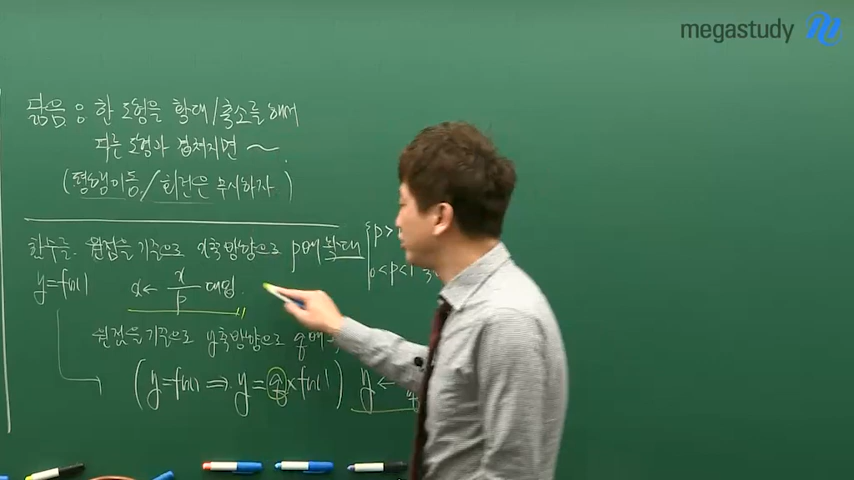 megastudy
닮음 : 한 도형을 확대/축소를 해서
다른 도형과 겹쳐지면 ~
(평행이동/회전은 무시하자.)
함수를. 원점을 기준으로 x축방향으로 p배 확대
p>
0<p<1
y=f(x) x← x/p 대입.
원점을 기준으로 y축방향으로 q배
(y=f(x) ⇒ y=q×f(x)) y←